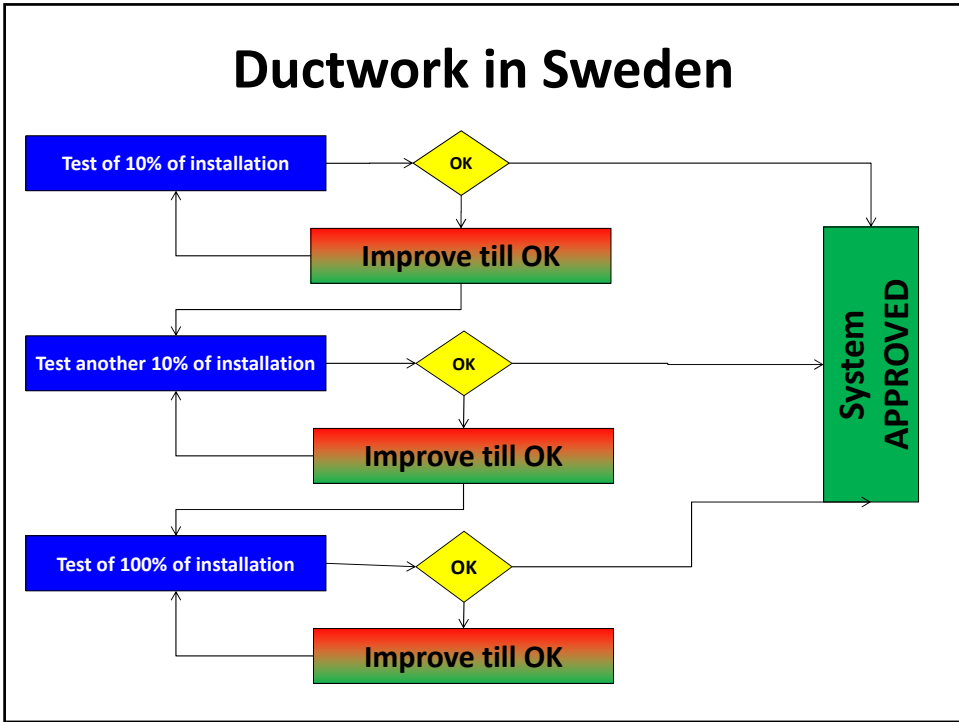 Ductwork in Sweden
Test of 10% of installation
OK
Improve till OK
Test another 10% of installation
OK
Improve till OK
Test of 100% of installation
OK
Improve till OK
System
APPROVED